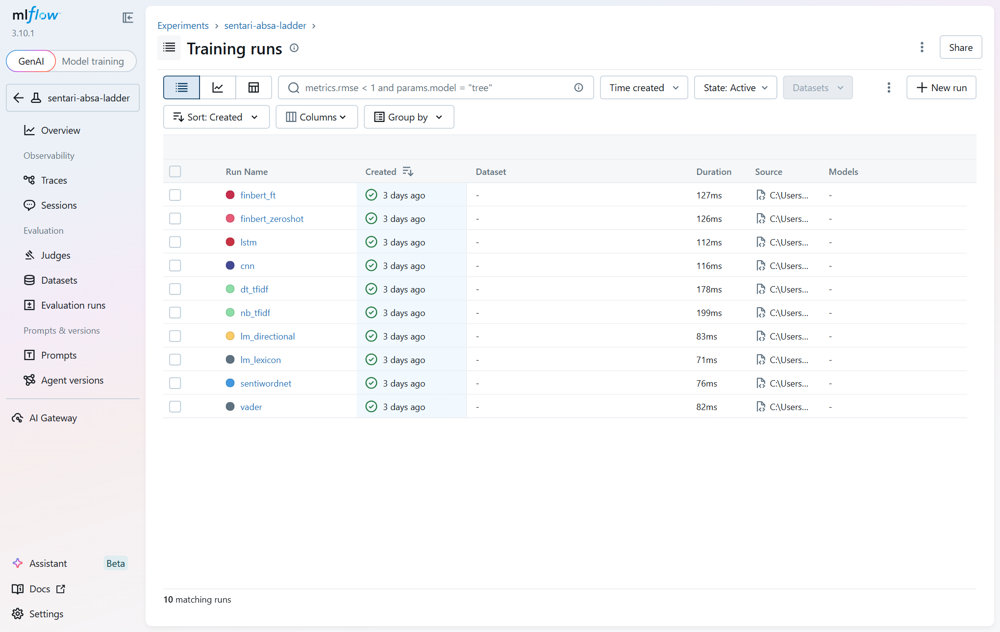 mlflow
3.10.1
GenAI Model training
sentari-absa-ladder
Overview
Observability
Traces
Sessions
Evaluation
Judges
Datasets
Evaluation runs
Prompts & versions
Prompts
Agent versions
AI Gateway
Assistant Beta
Docs
Settings
Experiments > sentari-absa-ladder >
Training runs
Share
metrics.rmse < 1 and params.model = "tree"
Time created
State: Active
Datasets
New run
Sort: Created
Columns
Group by
Run Name Created Dataset Duration Source Models
finbert_ft 3 days ago - 127ms C:\Users... -
finbert_zeroshot 3 days ago - 126ms C:\Users... -
lstm 3 days ago - 112ms C:\Users... -
cnn 3 days ago - 116ms C:\Users... -
dt_tfidf 3 days ago - 178ms C:\Users... -
nb_tfidf 3 days ago - 199ms C:\Users... -
lm_directional 3 days ago - 83ms C:\Users... -
lm_lexicon 3 days ago - 71ms C:\Users... -
sentiwordnet 3 days ago - 76ms C:\Users... -
vader 3 days ago - 82ms C:\Users... -
10 matching runs